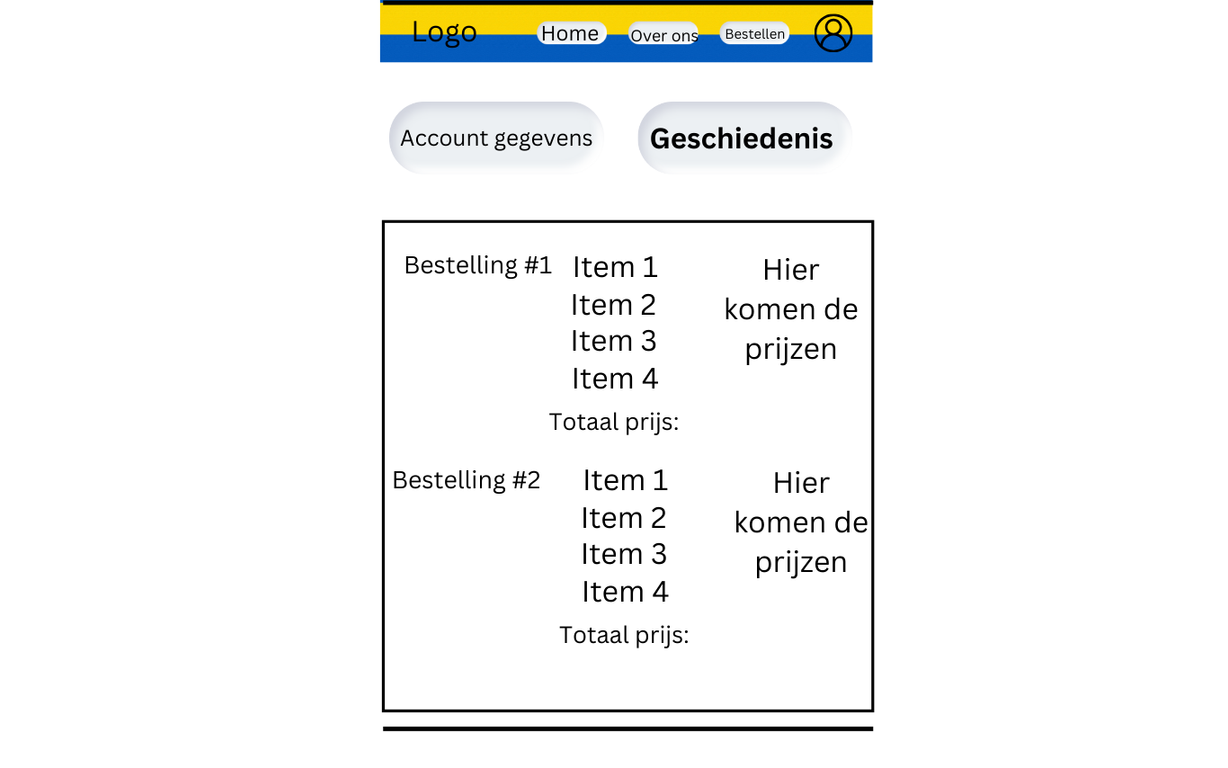 Logo
Home
Over ons
Bestellen
Account gegevens
Geschiedenis
Bestelling #1
Item 1
Item 2
Item 3
Item 4
Hier
komen de
prijzen
Totaal prijs:
Bestelling #2
Item 1
Item 2
Item 3
Item 4
Hier
komen de
prijzen
Totaal prijs: